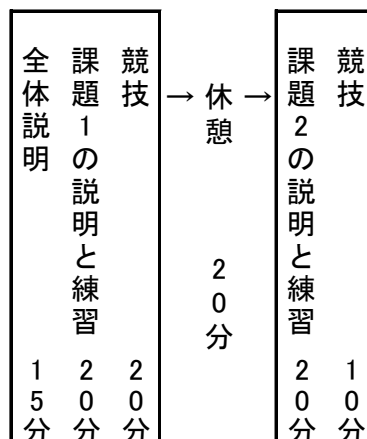 全体説明 15分
課題1の説明と練習 20分
競技 20分
→
休憩 20分
→
課題2の説明と練習 20分
競技 10分